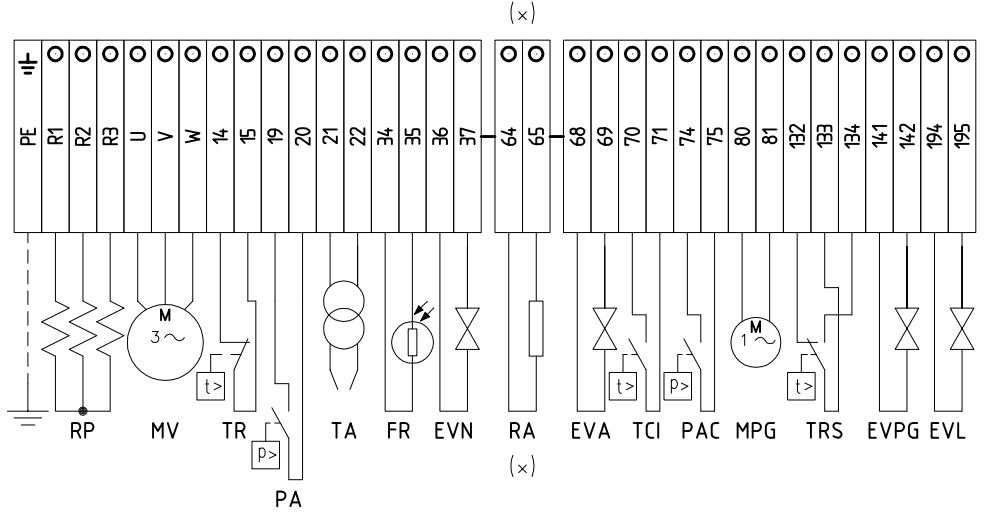 (x)
PE R1 R2 R3 U V W 14 15 19 20 21 22 34 35 36 37 64 65 68 69 70 71 74 75 80 81 132 133 134 141 142 194 195
M M
3~ 1~
t> t> p> t>
RP MV TR TA FR EVN RA EVA TCI PAC MPG TRS EVPG EVL
p>
(x)
PA